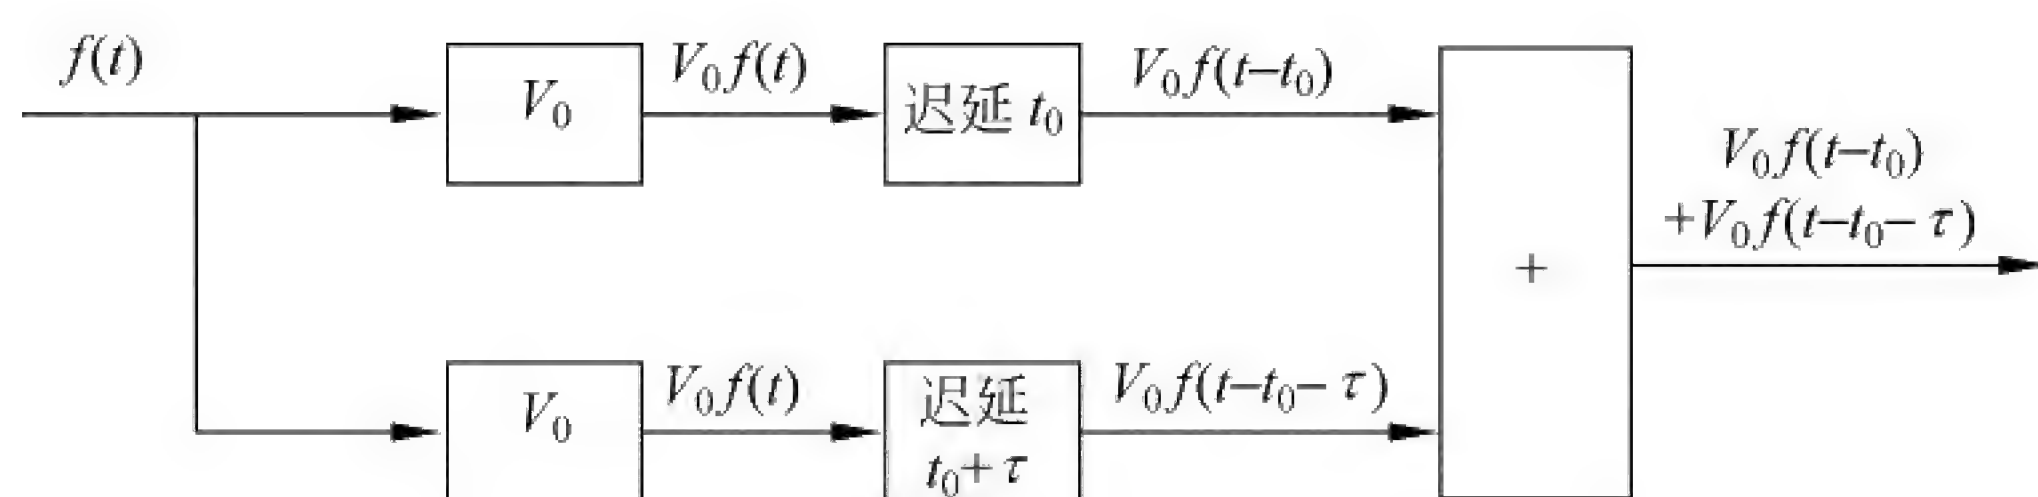 f(t)
V₀
V₀f(t)
迟延 t₀
V₀f(t–t₀)
V₀f(t–t₀)
+V₀f(t–t₀– τ)
+
V₀
V₀f(t)
迟延
t₀+ τ
V₀f(t–t₀– τ)